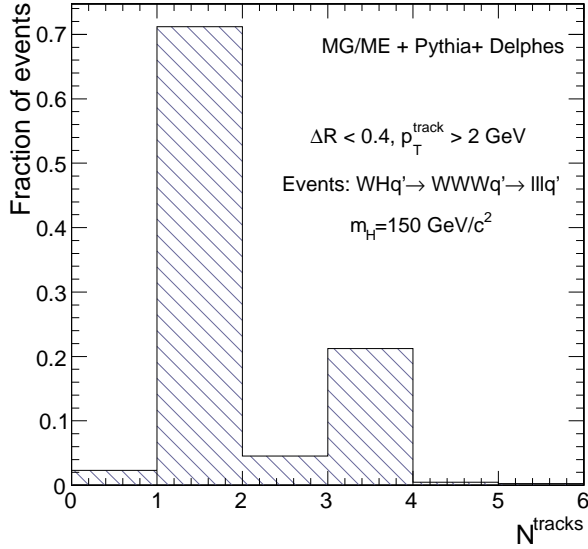 Fraction of events
0.7
0.6
0.5
0.4
0.3
0.2
0.1
0
MG/ME + Pythia+ Delphes
ΔR < 0.4, p_T^track > 2 GeV
Events: WHq'→ WWWq'→ lllq'
m_H=150 GeV/c^2
0 1 2 3 4 5 6
N^tracks